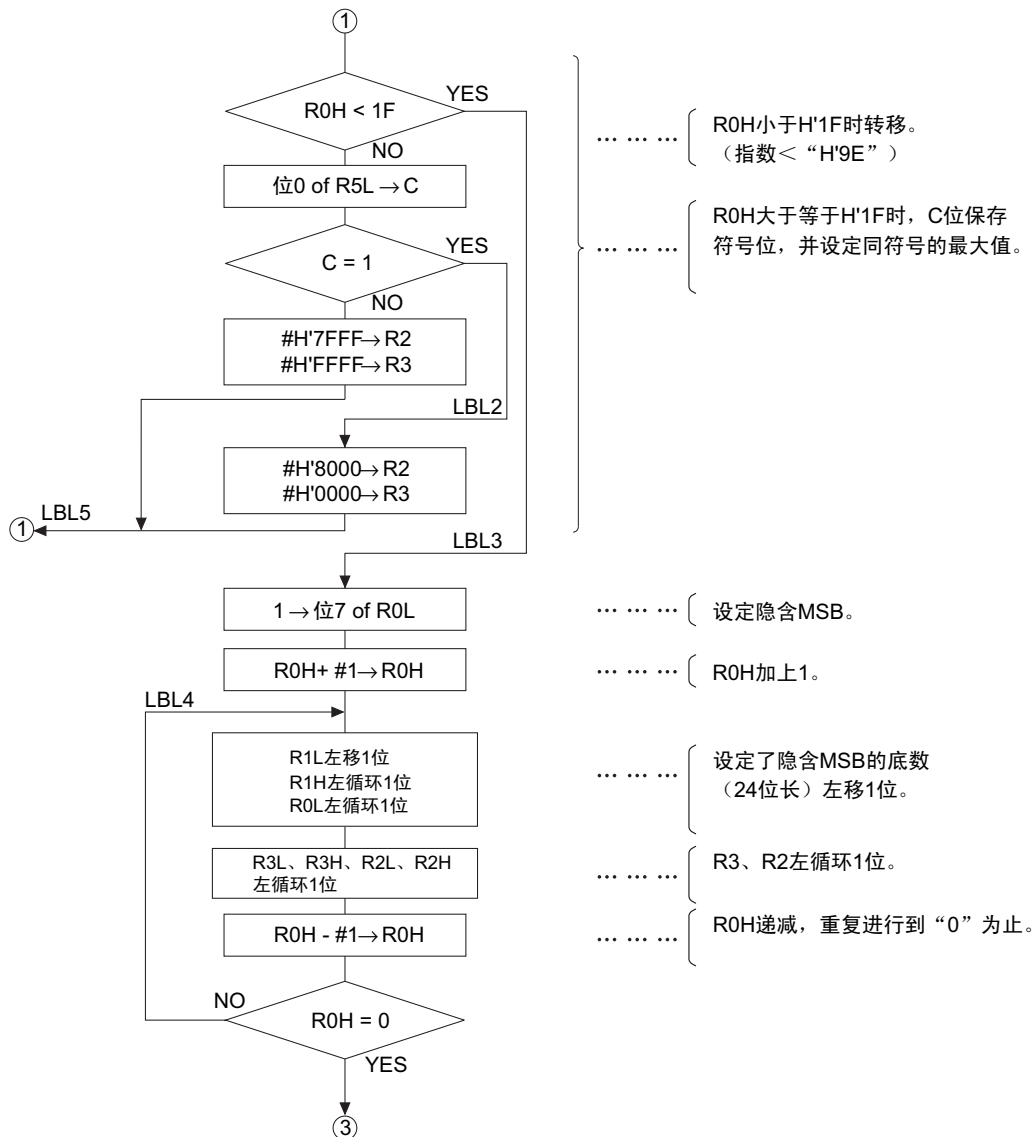 ①
R0H < 1F
YES
NO
… … …
R0H小于H'1F时转移。
（指数＜“H'9E”）
位0 of R5L→C
C = 1
YES
NO
… … …
R0H大于等于H'1F时，C位保存
符号位，并设定同符号的最大值。
#H'7FFF→R2
#H'FFFF→R3
LBL2
#H'8000→R2
#H'0000→R3
LBL5
①
LBL3
1→位7 of R0L
… … …
设定隐含MSB。
R0H+ #1→R0H
… … …
R0H加上1。
LBL4
R1L左移1位
R1H左循环1位
R0L左循环1位
… … …
设定了隐含MSB的底数
（24位长）左移1位。
R3L、R3H、R2L、R2H
左循环1位
… … …
R3、R2左循环1位。
R0H - #1→R0H
… … …
R0H递减，重复进行到“0”为止。
NO
R0H = 0
YES
③